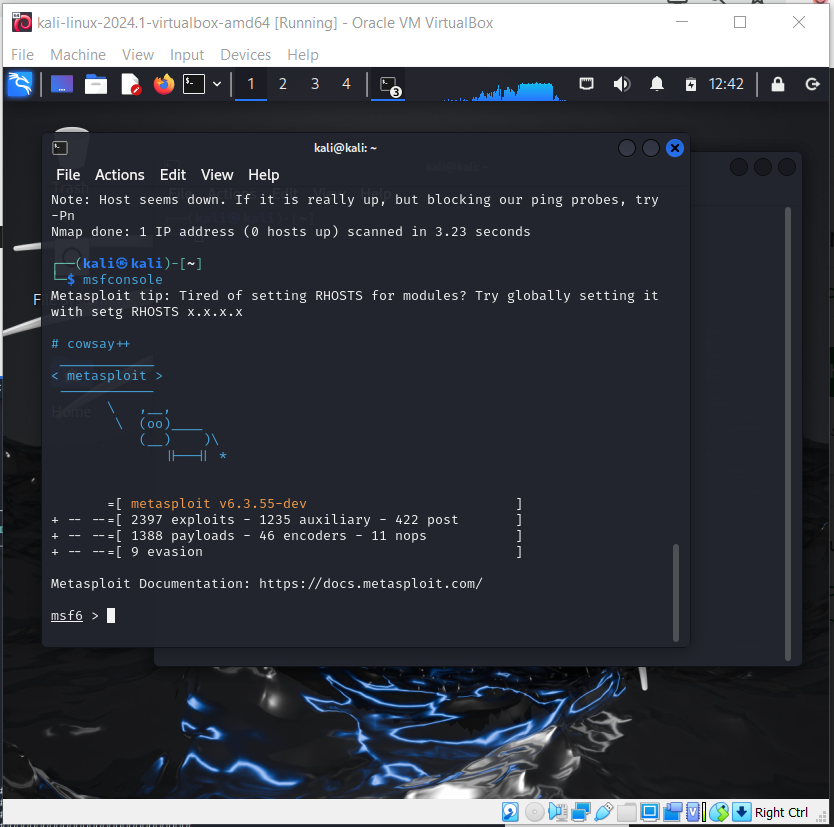 kali-linux-2024.1-virtualbox-amd64 [Running] - Oracle VM VirtualBox
File Machine View Input Devices Help
1 2 3 4 3 12:42
kali@kali: ~
File Actions Edit View Help
Note: Host seems down. If it is really up, but blocking our ping probes, try
-Pn
Nmap done: 1 IP address (0 hosts up) scanned in 3.23 seconds
┌──(kali㉿kali)-[~]
└─$ msfconsole
Metasploit tip: Tired of setting RHOSTS for modules? Try globally setting it
with setg RHOSTS x.x.x.x
# cowsay++
 ____________
< metasploit >
 ------------
       \   ,__,
        \  (oo)____
           (__)    )\
              ||--|| *
       =[ metasploit v6.3.55-dev                          ]
+ -- --=[ 2397 exploits - 1235 auxiliary - 422 post       ]
+ -- --=[ 1388 payloads - 46 encoders - 11 nops           ]
+ -- --=[ 9 evasion                                       ]
Metasploit Documentation: https://docs.metasploit.com/
msf6 >
Trash
Home
Right Ctrl